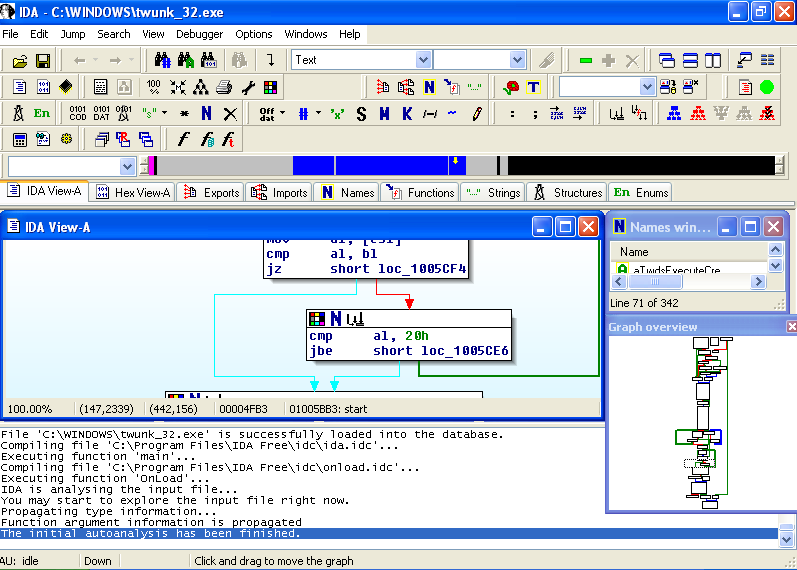 IDA - C:\WINDOWS\twunk_32.exe
File Edit Jump Search View Debugger Options Windows Help
Text
En
IDA View-A Hex View-A Exports Imports Names Functions Strings Structures En Enums
IDA View-A
cmp al, bl
jz short loc_1005CF4
cmp al, 20h
jbe short loc_1005CE6
100.00% (147,2339) (442,156) 00004FB3 01005BB3: start
Names win...
Name
aTwdsExecuteCre
Line 71 of 342
Graph overview
File 'C:\WINDOWS\twunk_32.exe' is successfully loaded into the database.
Compiling file 'C:\Program Files\IDA Free\idc\ida.idc'...
Executing function 'main'...
Compiling file 'C:\Program Files\IDA Free\idc\onload.idc'...
Executing function 'OnLoad'...
IDA is analysing the input file...
You may start to explore the input file right now.
Propagating type information...
Function argument information is propagated
The initial autoanalysis has been finished.
AU: idle Down Click and drag to move the graph